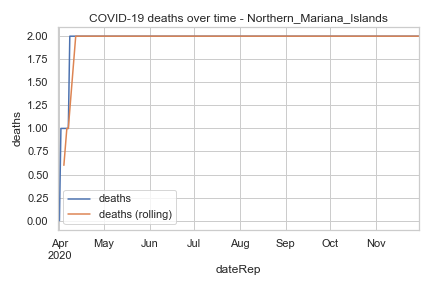 COVID-19 deaths over time - Northern_Mariana_Islands
2.00
1.75
1.50
1.25
1.00
0.75
0.50
0.25
0.00
deaths
deaths
deaths (rolling)
Apr May Jun Jul Aug Sep Oct Nov
2020
dateRep